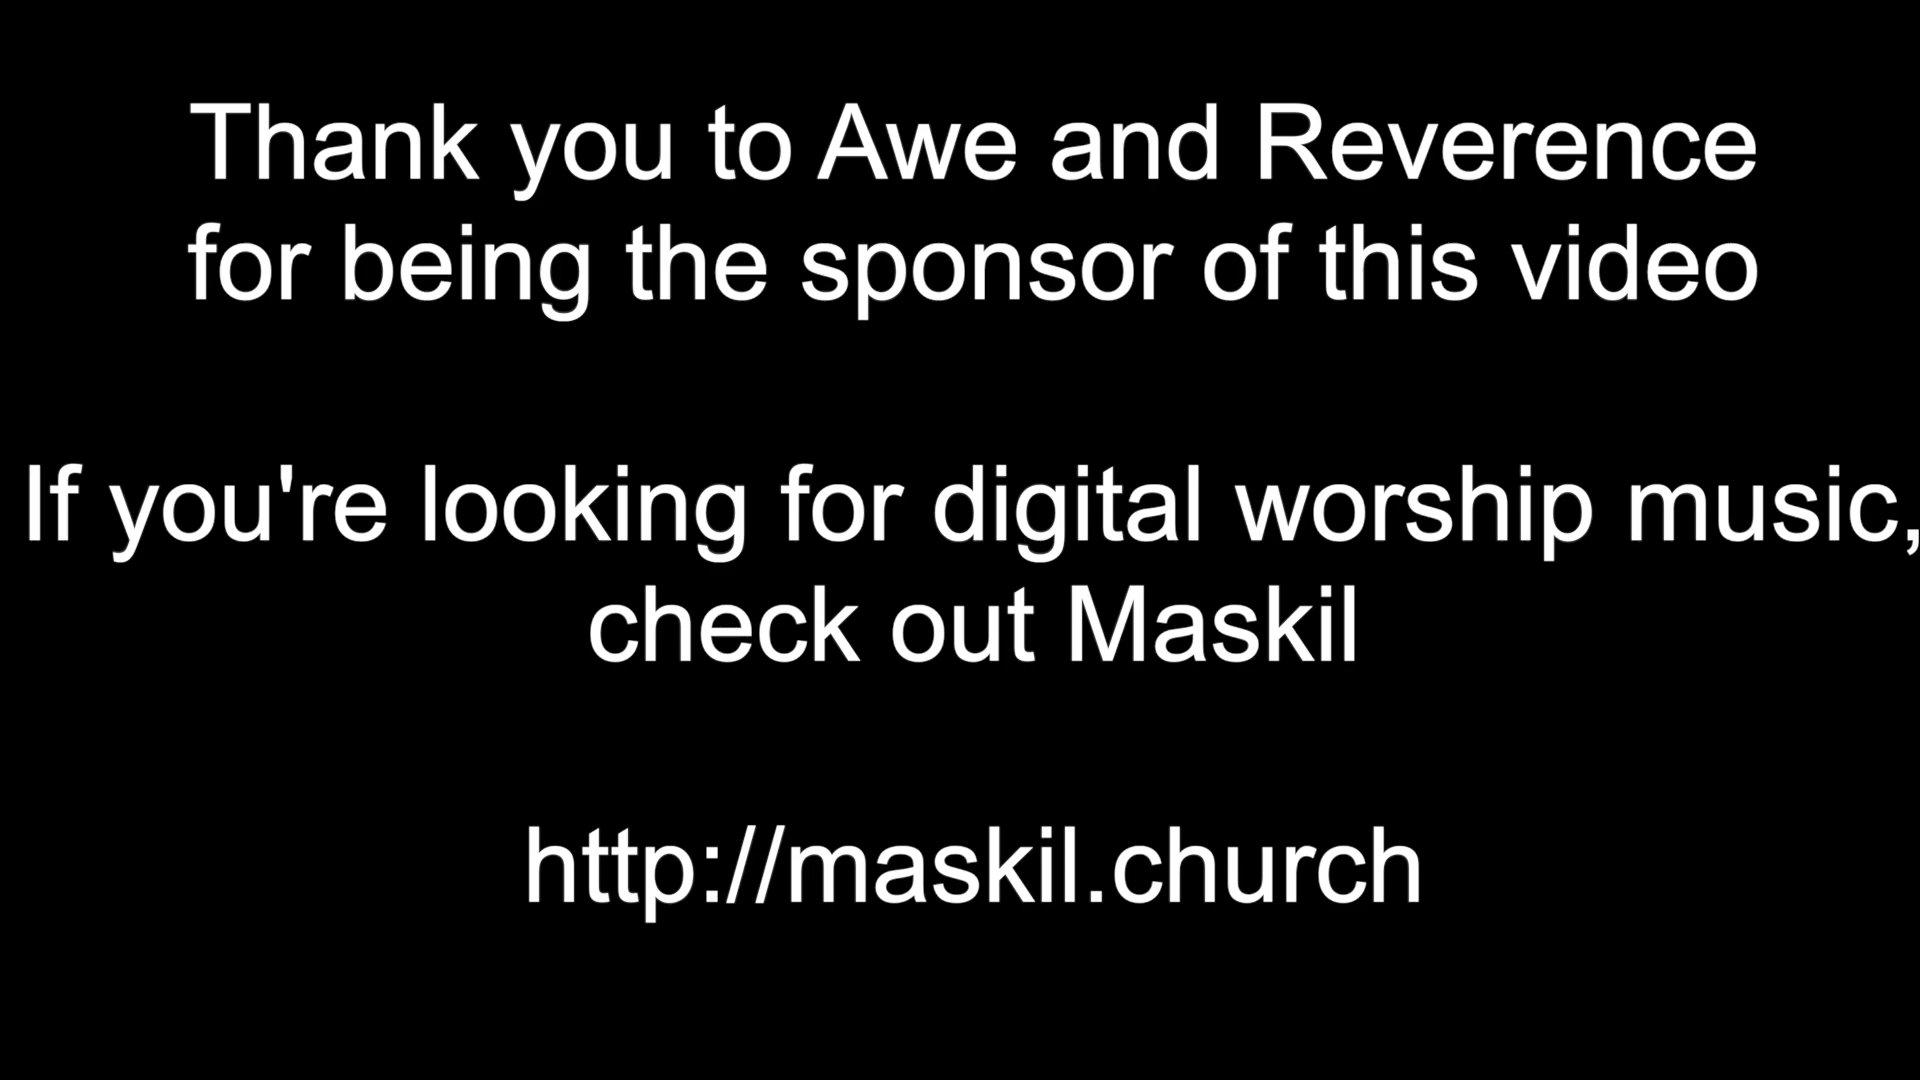 Thank you to Awe and Reverence
for being the sponsor of this video
If you're looking for digital worship music,
check out Maskil
http://maskil.church